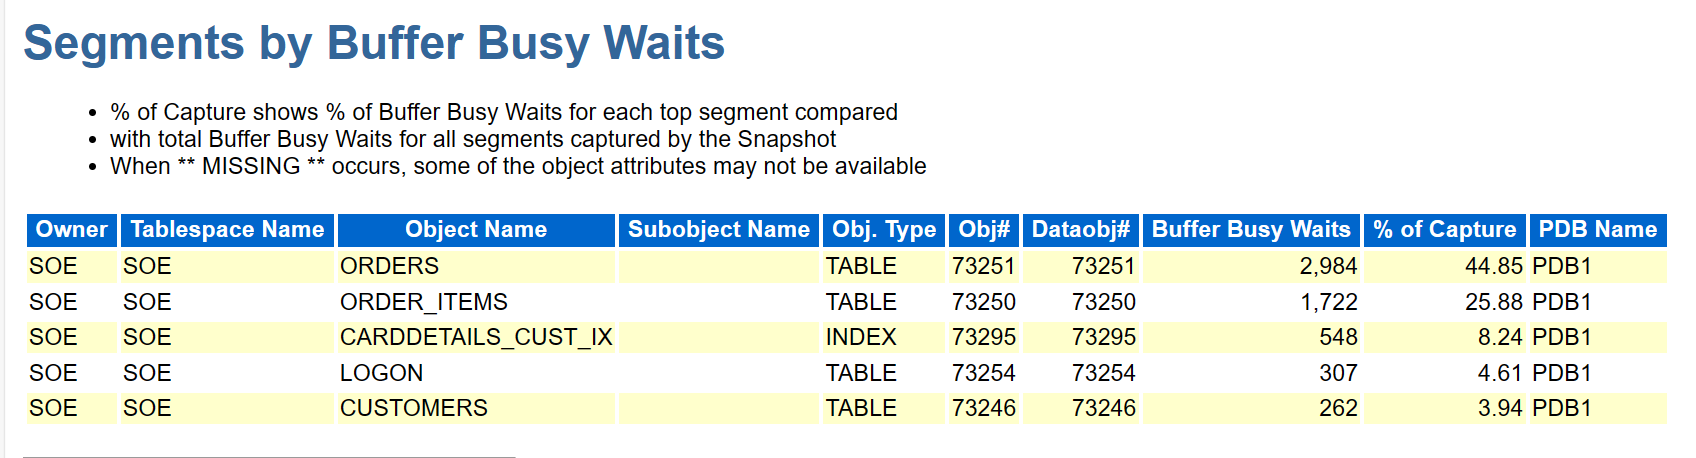 Segments by Buffer Busy Waits
% of Capture shows % of Buffer Busy Waits for each top segment compared
with total Buffer Busy Waits for all segments captured by the Snapshot
When ** MISSING ** occurs, some of the object attributes may not be available
Owner Tablespace Name Object Name Subobject Name Obj. Type Obj# Dataobj# Buffer Busy Waits % of Capture PDB Name
SOE SOE ORDERS TABLE 73251 73251 2,984 44.85 PDB1
SOE SOE ORDER_ITEMS TABLE 73250 73250 1,722 25.88 PDB1
SOE SOE CARDDETAILS_CUST_IX INDEX 73295 73295 548 8.24 PDB1
SOE SOE LOGON TABLE 73254 73254 307 4.61 PDB1
SOE SOE CUSTOMERS TABLE 73246 73246 262 3.94 PDB1